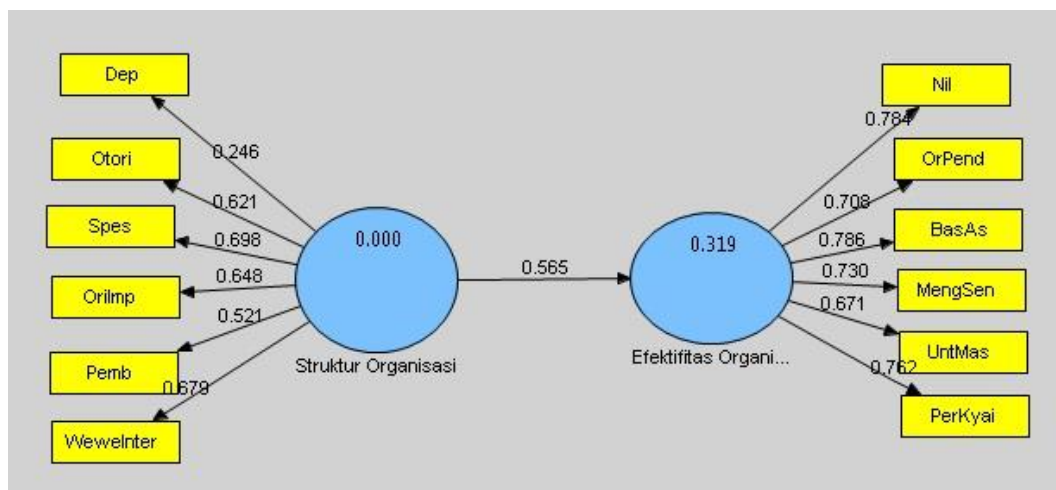 Dep
0.246
Otori
0.621
Spes
0.698
OriImp
0.648
Pemb
0.521
WeweInter
0.679
0.000
Struktur Organisasi
0.565
0.319
Efektifitas Organi...
Nil
0.784
OrPend
0.708
BasAs
0.786
MengSen
0.730
UntMas
0.671
PerKyai
0.762